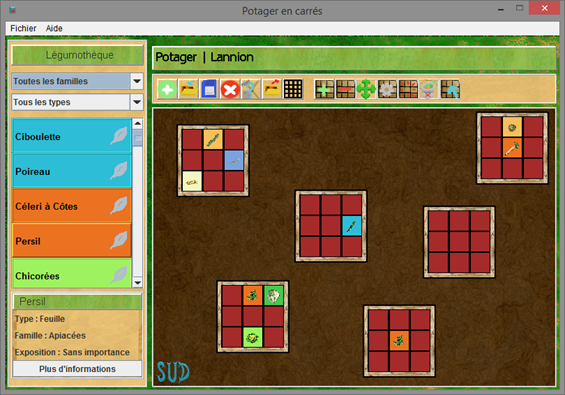 Potager en carrés
Fichier Aide
Légumothèque
Toutes les familles
Tous les types
Ciboulette
Poireau
Céleri à Côtes
Persil
Chicorées
Persil
Type : Feuille
Famille : Apiacées
Exposition : Sans importance
Plus d'informations
Potager | Lannion
SUD